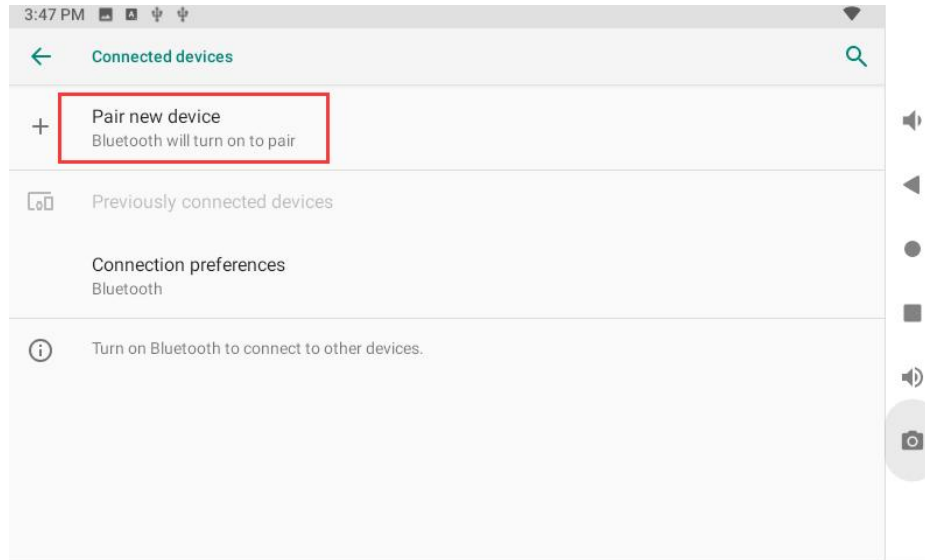 3:47 PM
Connected devices
Pair new device
Bluetooth will turn on to pair
Previously connected devices
Connection preferences
Bluetooth
Turn on Bluetooth to connect to other devices.